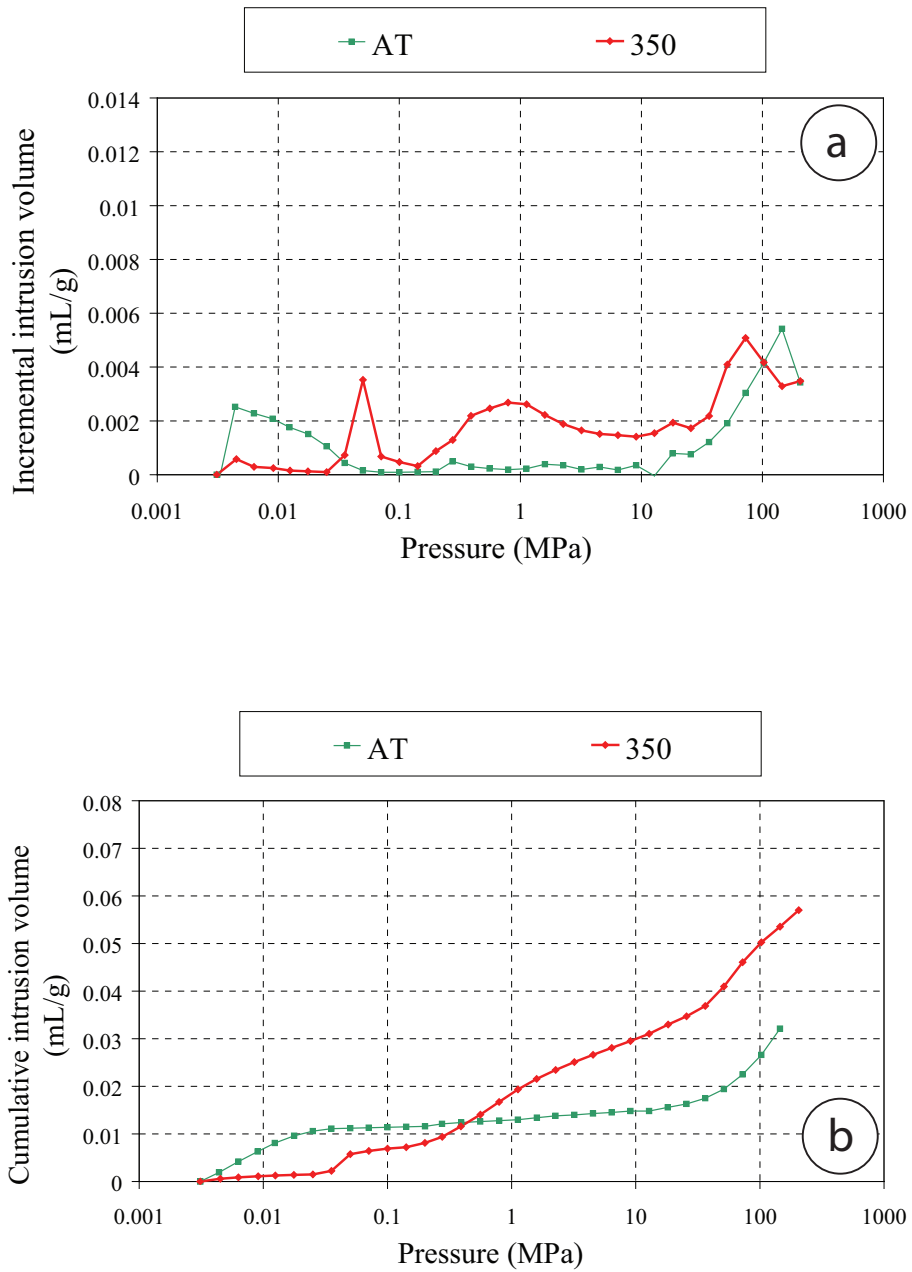 AT 350
0.014
0.012
0.01
0.008
0.006
0.004
0.002
0
Incremental intrusion volume
(mL/g)
a
0.001 0.01 0.1 1 10 100 1000
Pressure (MPa)
AT 350
0.08
0.07
0.06
0.05
0.04
0.03
0.02
0.01
0
Cumulative intrusion volume
(mL/g)
b
0.001 0.01 0.1 1 10 100 1000
Pressure (MPa)